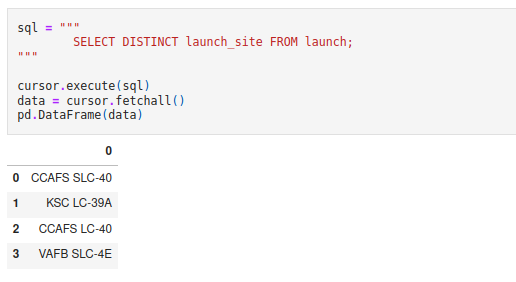 sql = """
SELECT DISTINCT launch_site FROM launch;
"""
cursor.execute(sql)
data = cursor.fetchall()
pd.DataFrame(data)
0
0 CCAFS SLC-40
1 KSC LC-39A
2 CCAFS LC-40
3 VAFB SLC-4E